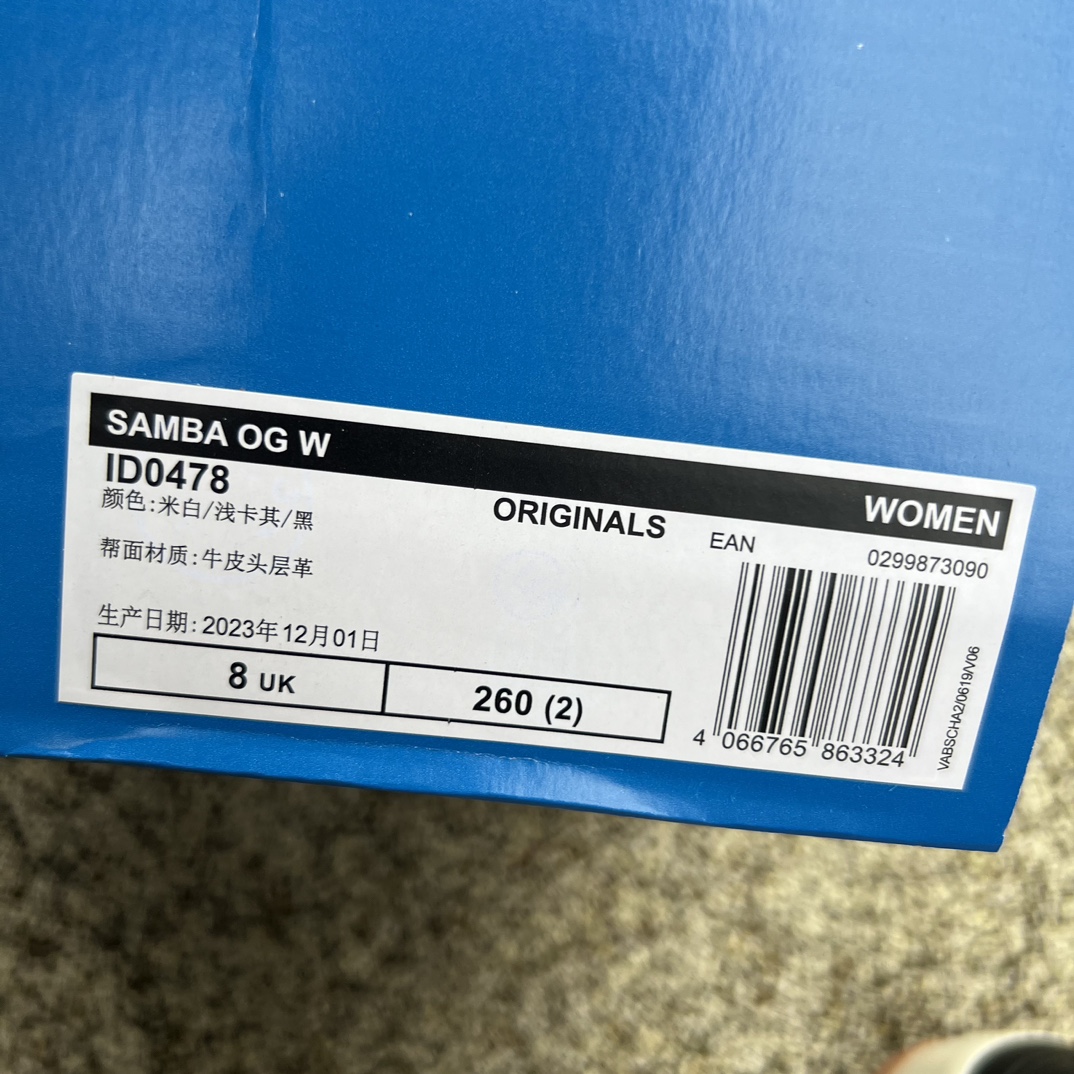 SAMBA OG W
WOMEN
ID0478
ORIGINALS
颜色:米白/浅卡其/黑
帮面材质:牛皮头层革
生产日期:2023年12月01日
8 UK
260 (2)
EAN
0299873090
4 066765 863324
VABSCHA2/0619/V06